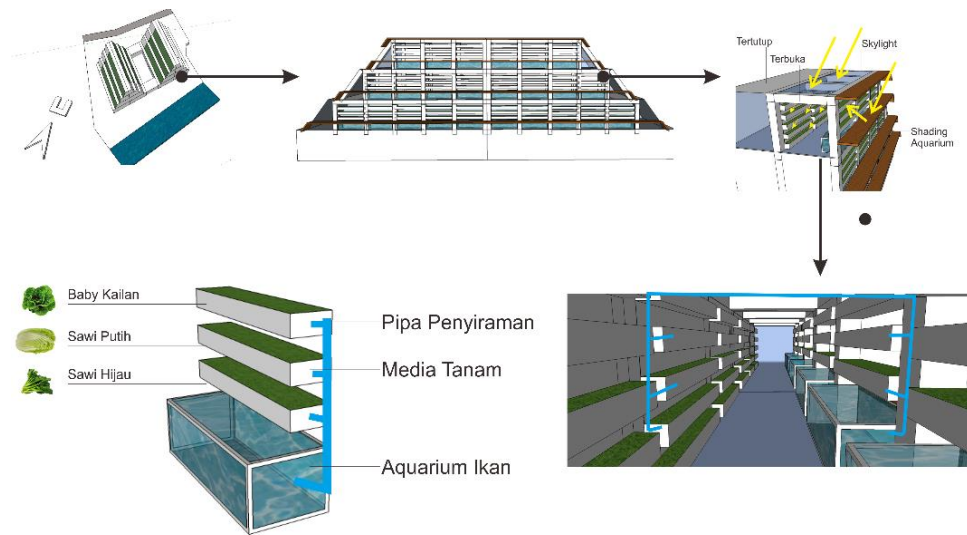 Tertutup
Skylight
Terbuka
Shading
Aquarium
Baby Kailan
Sawi Putih
Sawi Hijau
Pipa Penyiraman
Media Tanam
Aquarium Ikan